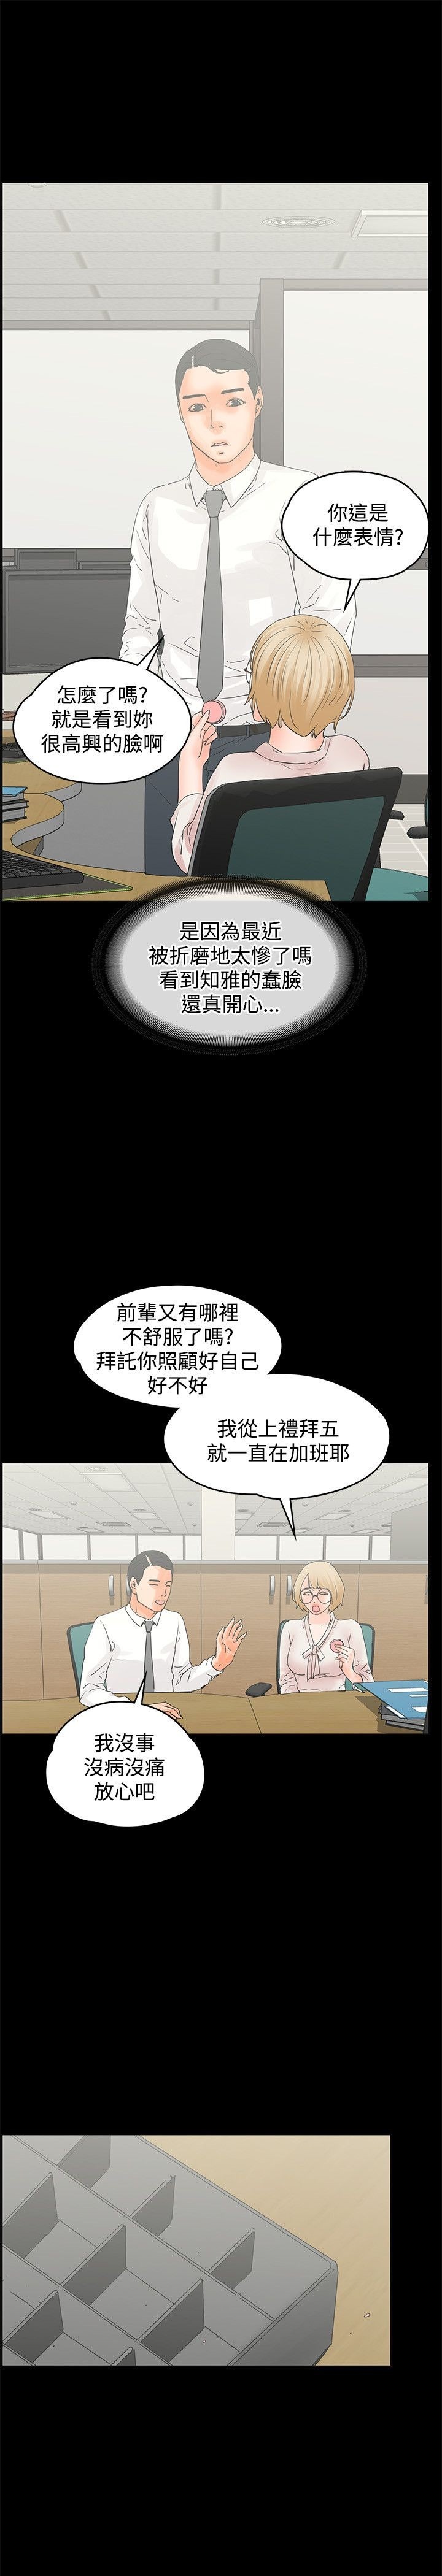 你這是
什麼表情?
怎麼了嗎?
就是看到妳
很高興的臉啊
是因為最近
被折磨地太慘了嗎
看到知雅的蠢臉
還真開心...
前輩又有哪裡
不舒服了嗎?
拜託你照顧好自己
好不好
我從上禮拜五
就一直在加班耶
我沒事
沒病沒痛
放心吧